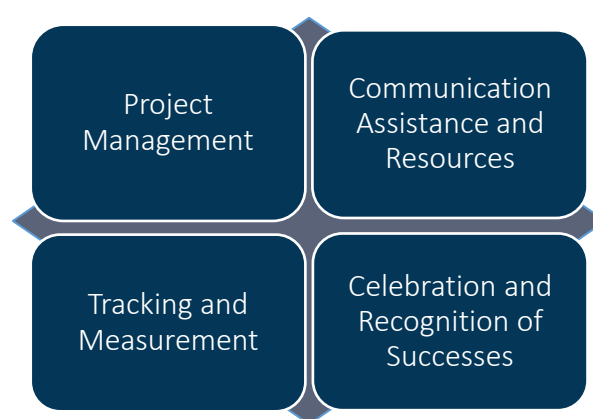 Project
Management
Communication
Assistance and
Resources
Tracking and
Measurement
Celebration and
Recognition of
Successes